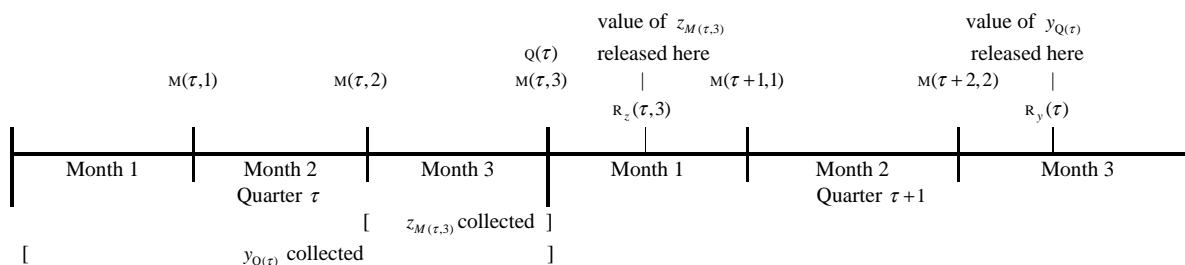 value of z_{M(τ,3)} value of y_{Q(τ)}
Q(τ) released here released here
M(τ,1) M(τ,2) M(τ,3) | M(τ+1,1) M(τ+2,2) |
R_z(τ,3) R_y(τ)
Month 1 Month 2 Month 3 Month 1 Month 2 Month 3
Quarter τ Quarter τ+1
[ z_{M(τ,3)} collected ]
[ y_{Q(τ)} collected ]